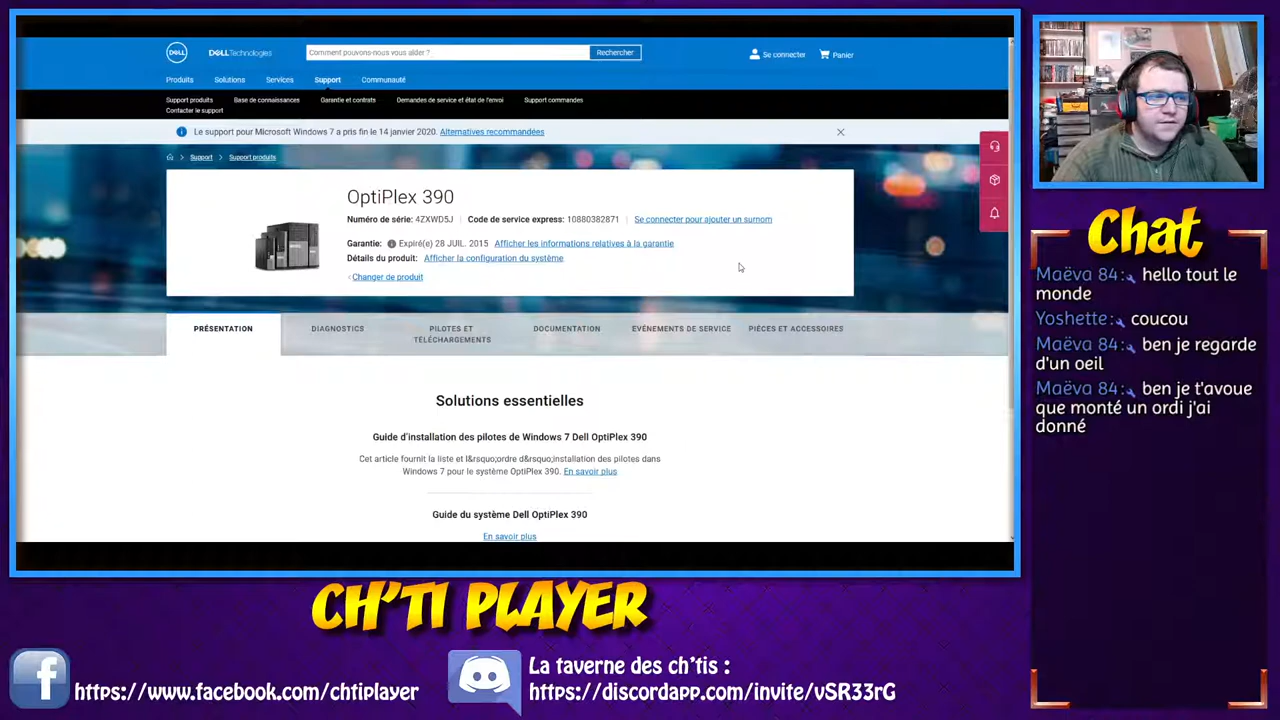 DELL
DELLTechnologies
Comment pouvons-nous vous aider ?
Rechercher
Se connecter
Panier
Produits
Solutions
Services
Support
Communauté
Support produits
Base de connaissances
Garantie et contrats
Demandes de service et état de l'envoi
Support commandes
Contacter le support
Le support pour Microsoft Windows 7 a pris fin le 14 janvier 2020. Alternatives recommandées
Support
Support produits
OptiPlex 390
Numéro de série: 4ZXWD5J
Code de service express: 10880382871
Se connecter pour ajouter un surnom
Garantie: Expiré(e) 28 JUIL. 2015 Afficher les informations relatives à la garantie
Détails du produit: Afficher la configuration du système
Changer de produit
PRÉSENTATION
DIAGNOSTICS
PILOTES ET
TÉLÉCHARGEMENTS
DOCUMENTATION
EVÉNEMENTS DE SERVICE
PIÈCES ET ACCESSOIRES
Solutions essentielles
Guide d'installation des pilotes de Windows 7 Dell OptiPlex 390
Cet article fournit la liste et l&rsquo;ordre d&rsquo;installation des pilotes dans
Windows 7 pour le système OptiPlex 390. En savoir plus
Guide du système Dell OptiPlex 390
En savoir plus
Chat
Maëva 84: hello tout le
monde
Yoshette: coucou
Maëva 84: ben je regarde
d'un oeil
Maëva 84: ben je t'avoue
que monté un ordi j'ai
donné
CH'TI PLAYER
https://www.facebook.com/chtiplayer
La taverne des ch'tis :
https://discordapp.com/invite/vSR33rG